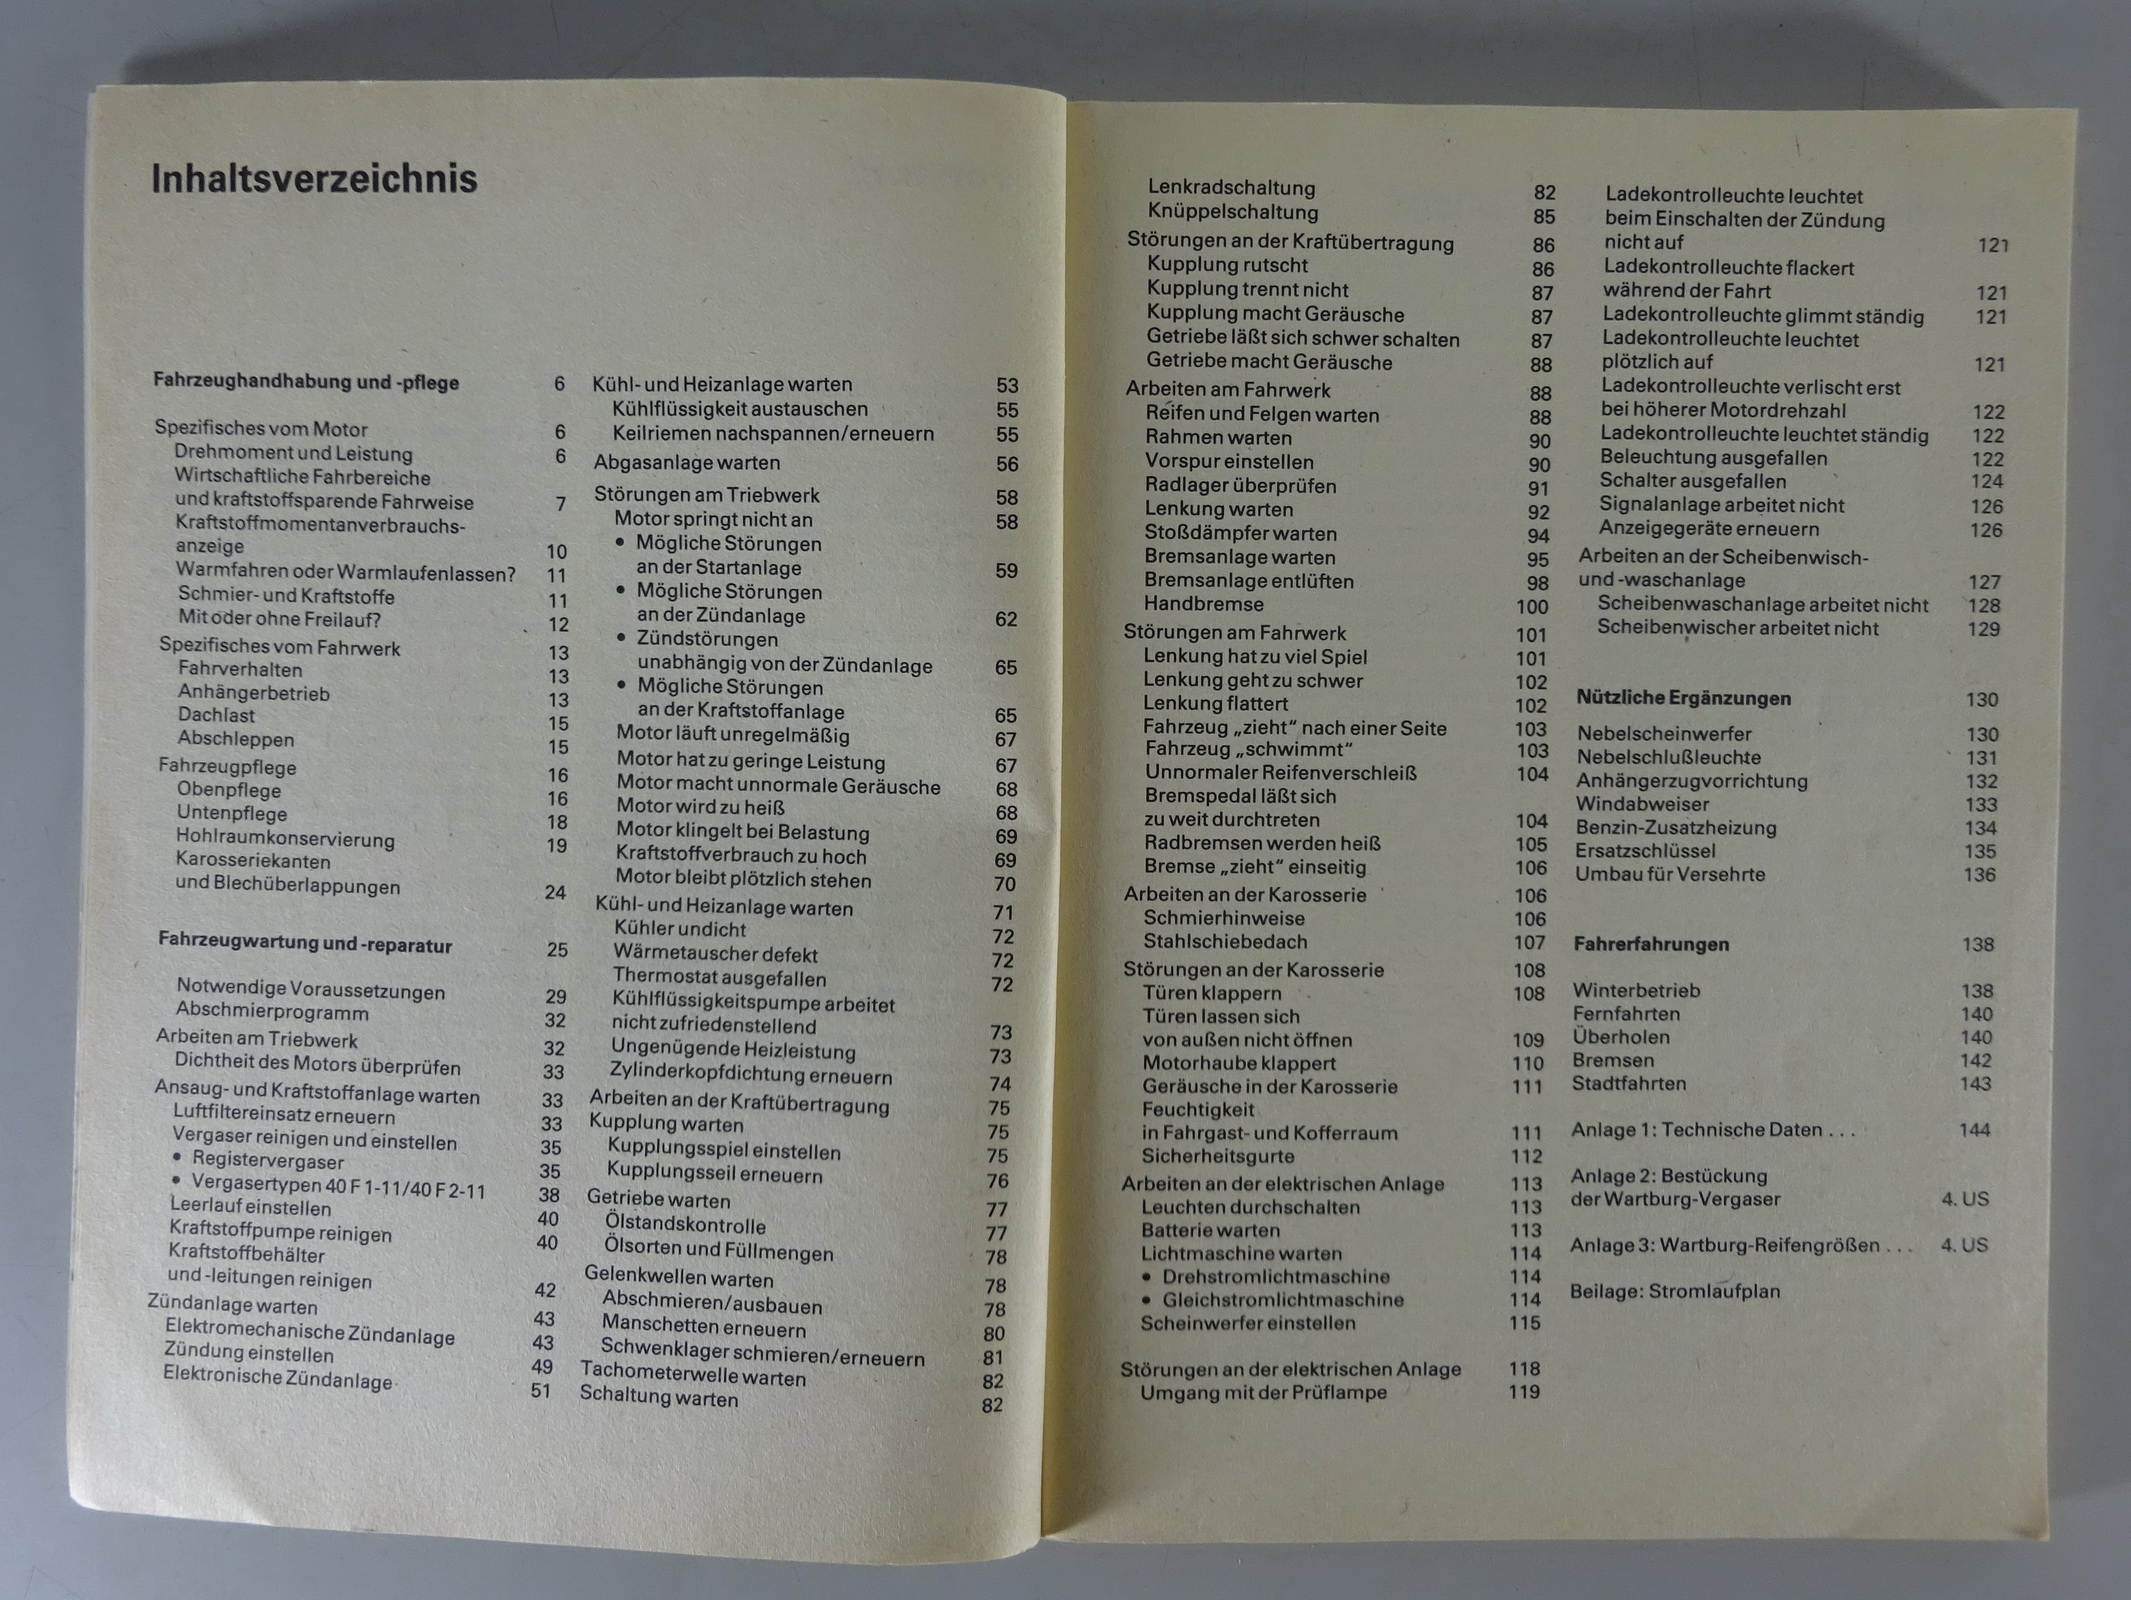 Inhaltsverzeichnis
Fahrzeughandhabung und -pflege 6
Spezifisches vom Motor 6
Drehmoment und Leistung 6
Wirtschaftliche Fahrbereiche
und kraftstoffsparende Fahrweise 7
Kraftstoffmomentanverbrauchs-
anzeige 10
Warmfahren oder Warmlaufenlassen? 11
Schmier- und Kraftstoffe 11
Mit oder ohne Freilauf? 12
Spezifisches vom Fahrwerk 13
Fahrverhalten 13
Anhängerbetrieb 13
Dachlast 15
Abschleppen 15
Fahrzeugpflege 16
Obenpflege 16
Untenpflege 18
Hohlraumkonservierung 19
Karosseriekanten
und Blechüberlappungen 24
Fahrzeugwartung und -reparatur 25
Notwendige Voraussetzungen 29
Abschmierprogramm 32
Arbeiten am Triebwerk 32
Dichtheit des Motors überprüfen 33
Ansaug- und Kraftstoffanlage warten 33
Luftfiltereinsatz erneuern 33
Vergaser reinigen und einstellen 35
• Registervergaser 35
• Vergasertypen 40 F 1-11/40 F 2-11 38
Leerlauf einstellen 40
Kraftstoffpumpe reinigen 40
Kraftstoffbehälter
und -leitungen reinigen 42
Zündanlage warten 43
Elektromechanische Zündanlage 43
Zündung einstellen 49
Elektronische Zündanlage 51
Kühl- und Heizanlage warten 53
Kühlflüssigkeit austauschen 55
Keilriemen nachspannen/erneuern 55
Abgasanlage warten 56
Störungen am Triebwerk 58
Motor springt nicht an 58
• Mögliche Störungen
an der Startanlage 59
• Mögliche Störungen
an der Zündanlage 62
• Zündstörungen
unabhängig von der Zündanlage 65
• Mögliche Störungen
an der Kraftstoffanlage 65
Motor läuft unregelmäßig 67
Motor hat zu geringe Leistung 67
Motor macht unnormale Geräusche 68
Motor wird zu heiß 68
Motor klingelt bei Belastung 69
Kraftstoffverbrauch zu hoch 69
Motor bleibt plötzlich stehen 70
Kühl- und Heizanlage warten 71
Kühler undicht 72
Wärmetauscher defekt 72
Thermostat ausgefallen 72
Kühlflüssigkeitspumpe arbeitet
nicht zufriedenstellend 73
Ungenügende Heizleistung 73
Zylinderkopfdichtung erneuern 74
Arbeiten an der Kraftübertragung 75
Kupplung warten 75
Kupplungsspiel einstellen 75
Kupplungsseil erneuern 76
Getriebe warten 77
Ölstandskontrolle 77
Ölsorten und Füllmengen 78
Gelenkwellen warten 78
Abschmieren/ausbauen 78
Manschetten erneuern 80
Schwenklager schmieren/erneuern 81
Tachometerwelle warten 82
Schaltung warten 82
Lenkradschaltung 82
Knüppelschaltung 85
Störungen an der Kraftübertragung 86
Kupplung rutscht 86
Kupplung trennt nicht 87
Kupplung macht Geräusche 87
Getriebe läßt sich schwer schalten 87
Getriebe macht Geräusche 88
Arbeiten am Fahrwerk 88
Reifen und Felgen warten 88
Rahmen warten 90
Vorspur einstellen 90
Radlager überprüfen 91
Lenkung warten 92
Stoßdämpfer warten 94
Bremsanlage warten 95
Bremsanlage entlüften 98
Handbremse 100
Störungen am Fahrwerk 101
Lenkung hat zu viel Spiel 101
Lenkung geht zu schwer 102
Lenkung flattert 102
Fahrzeug „zieht“ nach einer Seite 103
Fahrzeug „schwimmt“ 103
Unnormaler Reifenverschleiß 104
Bremspedal läßt sich
zu weit durchtreten 104
Radbremsen werden heiß 105
Bremse „zieht“ einseitig 106
Arbeiten an der Karosserie 106
Schmierhinweise 106
Stahlschiebedach 107
Störungen an der Karosserie 108
Türen klappern 108
Türen lassen sich
von außen nicht öffnen 109
Motorhaube klappert 110
Geräusche in der Karosserie 111
Feuchtigkeit
in Fahrgast- und Kofferraum 111
Sicherheitsgurte 112
Arbeiten an der elektrischen Anlage 113
Leuchten durchschalten 113
Batterie warten 113
Lichtmaschine warten 114
• Drehstromlichtmaschine 114
• Gleichstromlichtmaschine 114
Scheinwerfer einstellen 115
Störungen an der elektrischen Anlage 118
Umgang mit der Prüflampe 119
Ladekontrolleuchte leuchtet
beim Einschalten der Zündung
nicht auf 121
Ladekontrolleuchte flackert
während der Fahrt 121
Ladekontrolleuchte glimmt ständig 121
Ladekontrolleuchte leuchtet
plötzlich auf 121
Ladekontrolleuchte verlischt erst
bei höherer Motordrehzahl 122
Ladekontrolleuchte leuchtet ständig 122
Beleuchtung ausgefallen 122
Schalter ausgefallen 124
Signalanlage arbeitet nicht 126
Anzeigegeräte erneuern 126
Arbeiten an der Scheibenwisch-
und -waschanlage 127
Scheibenwaschanlage arbeitet nicht 128
Scheibenwischer arbeitet nicht 129
Nützliche Ergänzungen 130
Nebelscheinwerfer 130
Nebelschlußleuchte 131
Anhängerzugvorrichtung 132
Windabweiser 133
Benzin-Zusatzheizung 134
Ersatzschlüssel 135
Umbau für Versehrte 136
Fahrerfahrungen 138
Winterbetrieb 138
Fernfahrten 140
Überholen 140
Bremsen 142
Stadtfahrten 143
Anlage 1: Technische Daten . . . 144
Anlage 2: Bestückung
der Wartburg-Vergaser 4. US
Anlage 3: Wartburg-Reifengrößen . . . 4. US
Beilage: Stromlaufplan